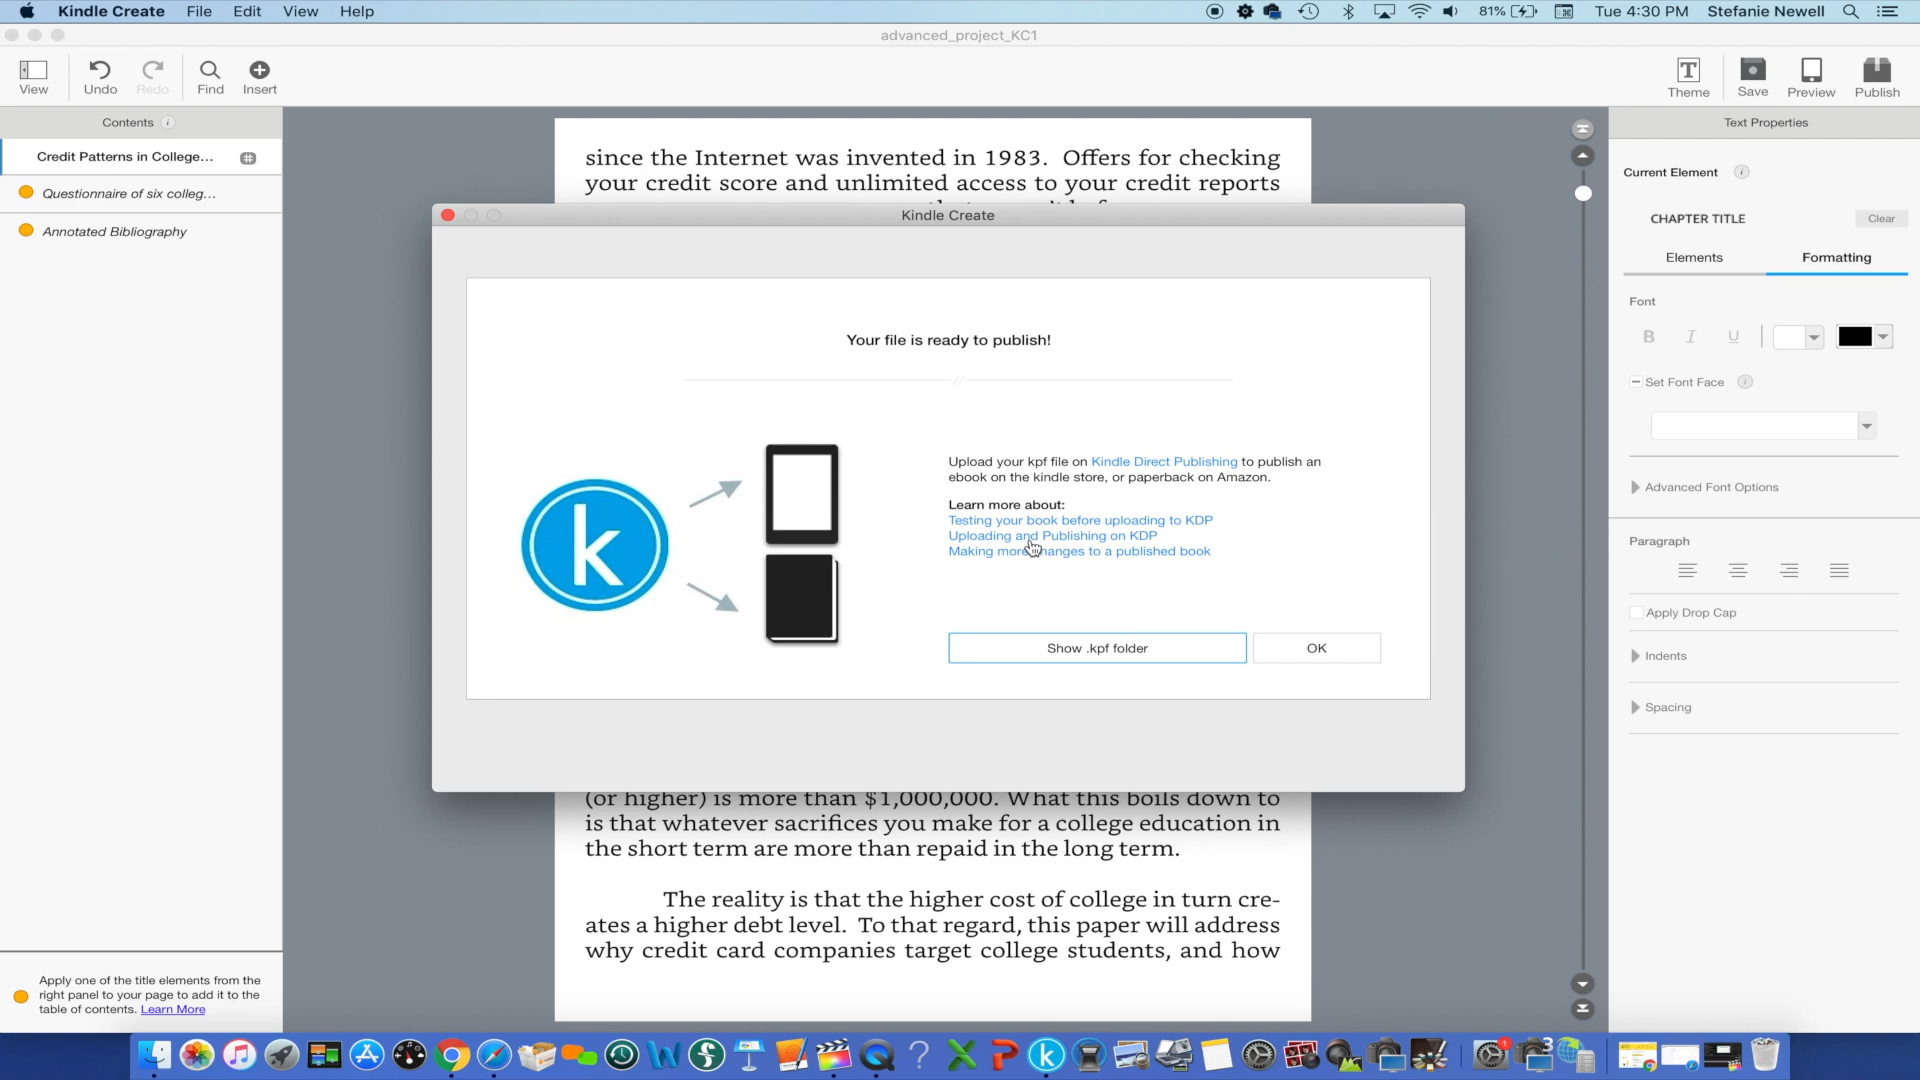 Kindle Create File Edit View Help
81% Tue 4:30 PM Stefanie Newell
advanced_project_KC1
View Undo Redo Find Insert
Theme Save Preview Publish
Contents
Credit Patterns in College...
Questionnaire of six colleg...
Annotated Bibliography
since the Internet was invented in 1983. Offers for checking
your credit score and unlimited access to your credit reports
Kindle Create
Your file is ready to publish!
k
Upload your kpf file on Kindle Direct Publishing to publish an
ebook on the kindle store, or paperback on Amazon.
Learn more about:
Testing your book before uploading to KDP
Uploading and Publishing on KDP
Making more changes to a published book
Show .kpf folder OK
(or higher) is more than $1,000,000. What this boils down to
is that whatever sacrifices you make for a college education in
the short term are more than repaid in the long term.
The reality is that the higher cost of college in turn cre-
ates a higher debt level. To that regard, this paper will address
why credit card companies target college students, and how
Text Properties
Current Element
CHAPTER TITLE Clear
Elements Formatting
Font
B I U
Set Font Face
Advanced Font Options
Paragraph
Apply Drop Cap
Indents
Spacing
Apply one of the title elements from the
right panel to your page to add it to the
table of contents. Learn More